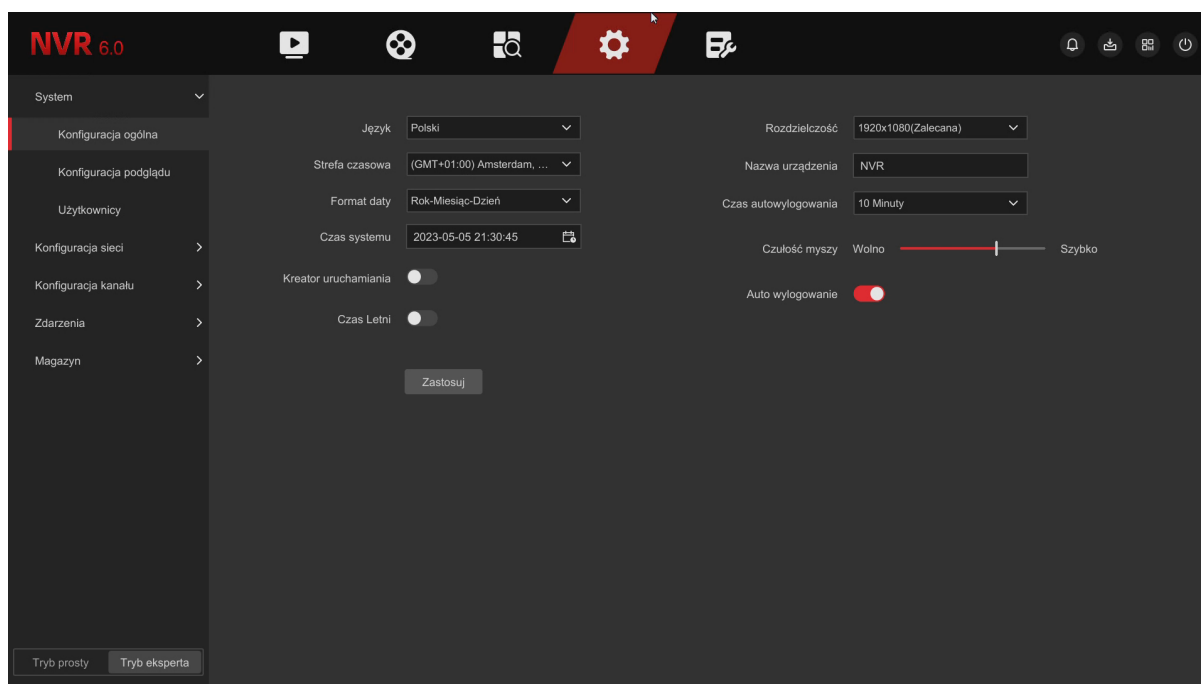 NVR 6.0
System
Konfiguracja ogólna
Konfiguracja podglądu
Użytkownicy
Konfiguracja sieci
Konfiguracja kanału
Zdarzenia
Magazyn
Tryb prosty
Tryb eksperta
Język Polski
Strefa czasowa (GMT+01:00) Amsterdam, ...
Format daty Rok-Miesiąc-Dzień
Czas systemu 2023-05-05 21:30:45
Kreator uruchamiania
Czas Letni
Zastosuj
Rozdzielczość 1920x1080(Zalecana)
Nazwa urządzenia NVR
Czas autowylogowania 10 Minuty
Czułość myszy Wolno Szybko
Auto wylogowanie